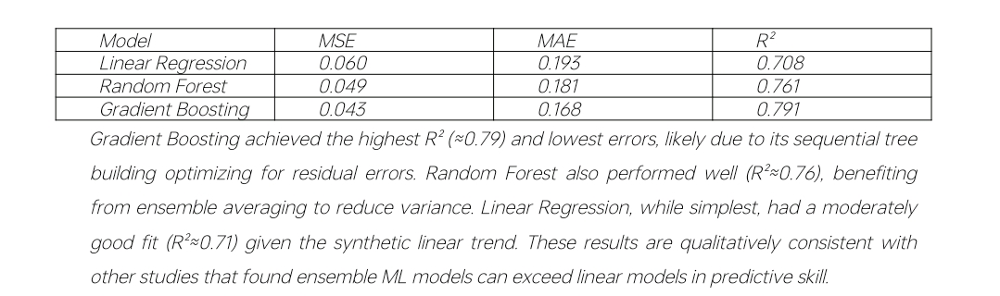 Model MSE MAE R²
Linear Regression 0.060 0.193 0.708
Random Forest 0.049 0.181 0.761
Gradient Boosting 0.043 0.168 0.791
Gradient Boosting achieved the highest R² (≈0.79) and lowest errors, likely due to its sequential tree
building optimizing for residual errors. Random Forest also performed well (R²≈0.76), benefiting
from ensemble averaging to reduce variance. Linear Regression, while simplest, had a moderately
good fit (R²≈0.71) given the synthetic linear trend. These results are qualitatively consistent with
other studies that found ensemble ML models can exceed linear models in predictive skill.